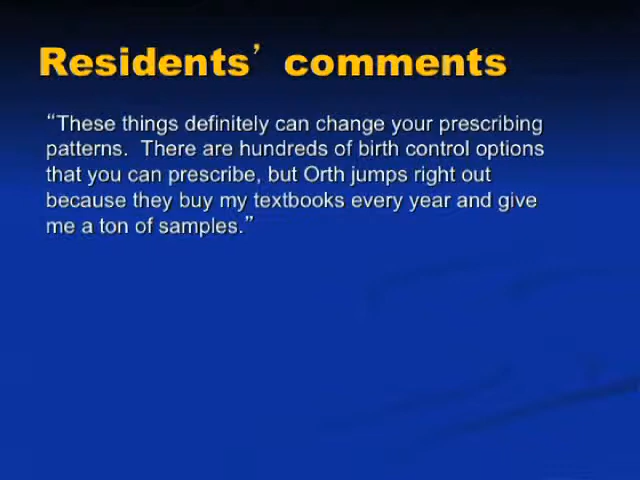 Residents’ comments
“These things definitely can change your prescribing
patterns.  There are hundreds of birth control options
that you can prescribe, but Orth jumps right out
because they buy my textbooks every year and give
me a ton of samples.”